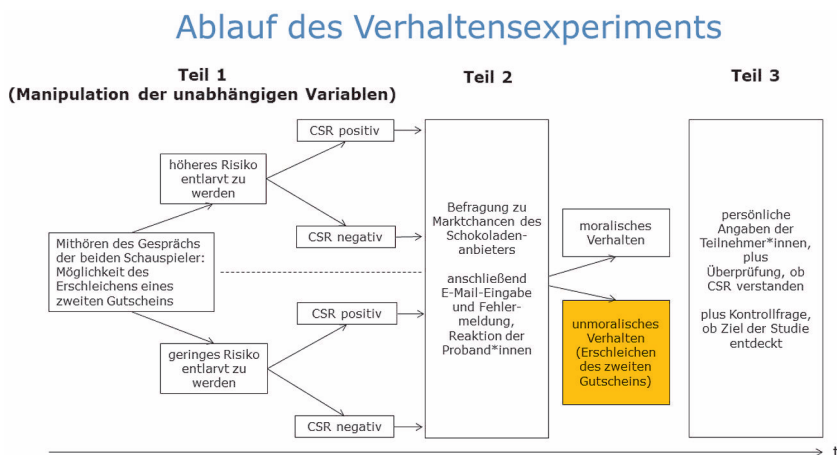 Ablauf des Verhaltensexperiments
Teil 1
(Manipulation der unabhängigen Variablen)
Teil 2
Teil 3
Mithören des Gesprächs
der beiden Schauspieler:
Möglichkeit des
Erschleichens eines
zweiten Gutscheins
höheres Risiko
entlarvt zu
werden
geringes Risiko
entlarvt zu
werden
CSR positiv
CSR negativ
CSR positiv
CSR negativ
Befragung zu
Marktchancen des
Schokoladen-
anbieters
anschließend
E-Mail-Eingabe
und Fehler-
meldung,
Reaktion der
Proband*innen
moralisches
Verhalten
unmoralisches
Verhalten
(Erschleichen
des zweiten
Gutscheins)
persönliche
Angaben der
Teilnehmer*innen,
plus
Überprüfung, ob
CSR verstanden
plus Kontrollfrage,
ob Ziel der Studie
entdeckt
t